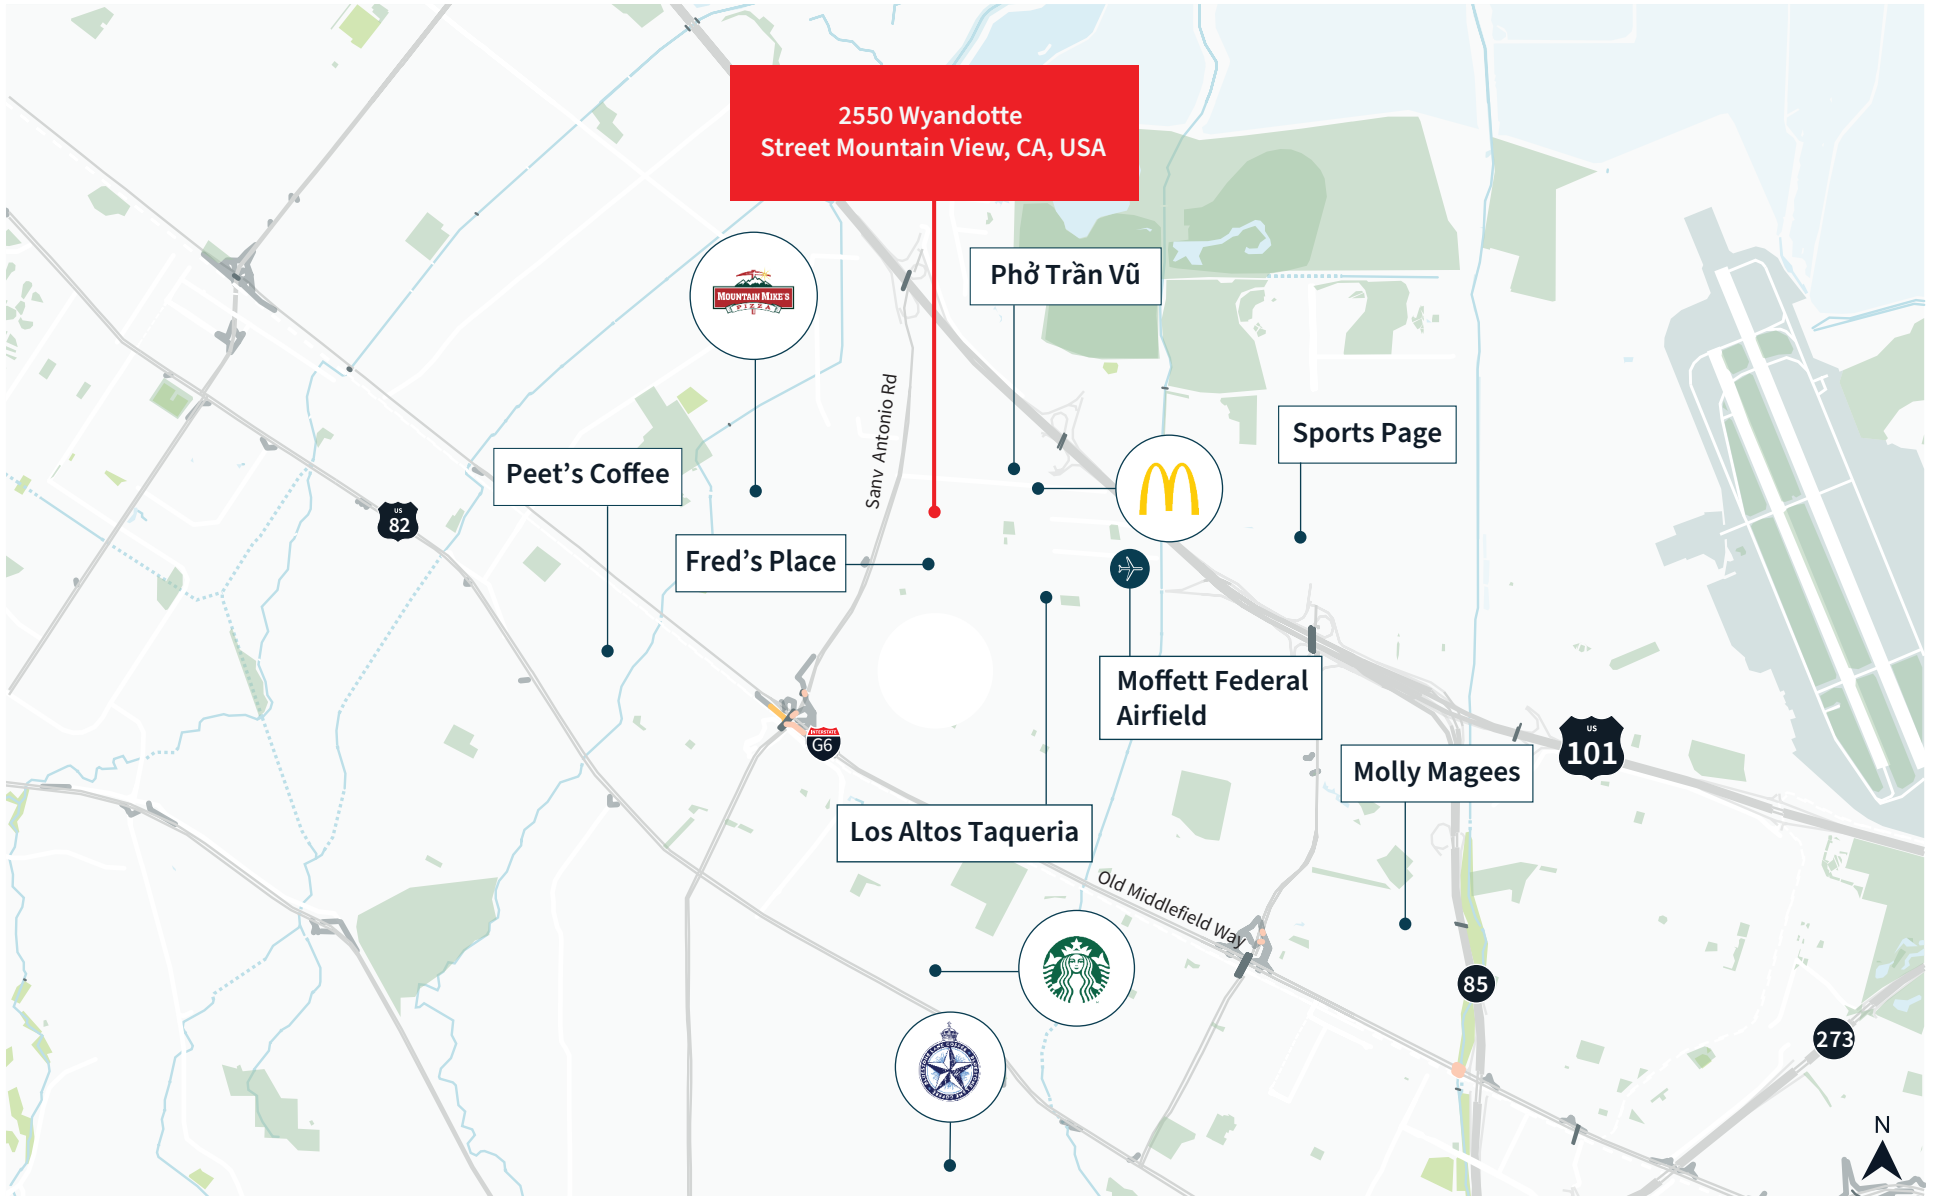 2550 Wyandotte
Street Mountain View, CA, USA
MOUNTAIN MIKE'S
PIZZA
Phở Trần Vũ
Sanv Antonio Rd
Sports Page
Peet's Coffee
US
82
Fred's Place
Moffett Federal
Airfield
INTERSTATE
G6
US
101
Molly Magees
Los Altos Taqueria
Old Middlefield Way
85
273
N